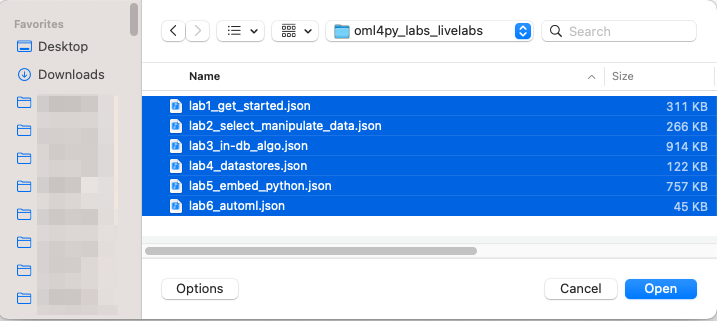 Favorites
Desktop
Downloads
oml4py_labs_livelabs
Search
Name Size
lab1_get_started.json 311 KB
lab2_select_manipulate_data.json 266 KB
lab3_in-db_algo.json 914 KB
lab4_datastores.json 122 KB
lab5_embed_python.json 757 KB
lab6_automl.json 45 KB
Options Cancel Open